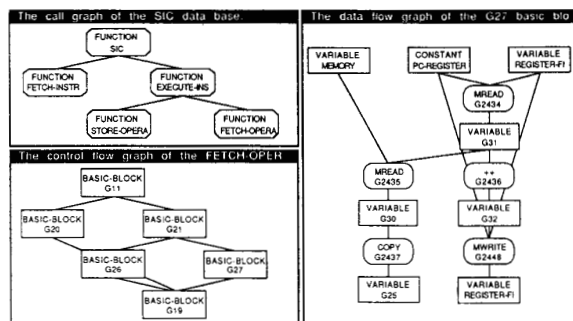 The call graph of the SIC data base.
FUNCTION
SIC
FUNCTION
FETCH-INSTR
FUNCTION
EXECUTE-INS
FUNCTION
STORE-OPERA
FUNCTION
FETCH-OPERA
The control flow graph of the FETCH-OPER
BASIC-BLOCK
G11
BASIC-BLOCK
G20
BASIC-BLOCK
G21
BASIC-BLOCK
G26
BASIC-BLOCK
G27
BASIC-BLOCK
G19
The data flow graph of the G27 basic blo
VARIABLE
MEMORY
CONSTANT
PC-REGISTER
VARIABLE
REGISTER-FI
MREAD
G2434
VARIABLE
G31
MREAD
G2435
++
G2436
VARIABLE
G30
VARIABLE
G32
COPY
G2437
MWRITE
G2448
VARIABLE
G25
VARIABLE
REGISTER-FI